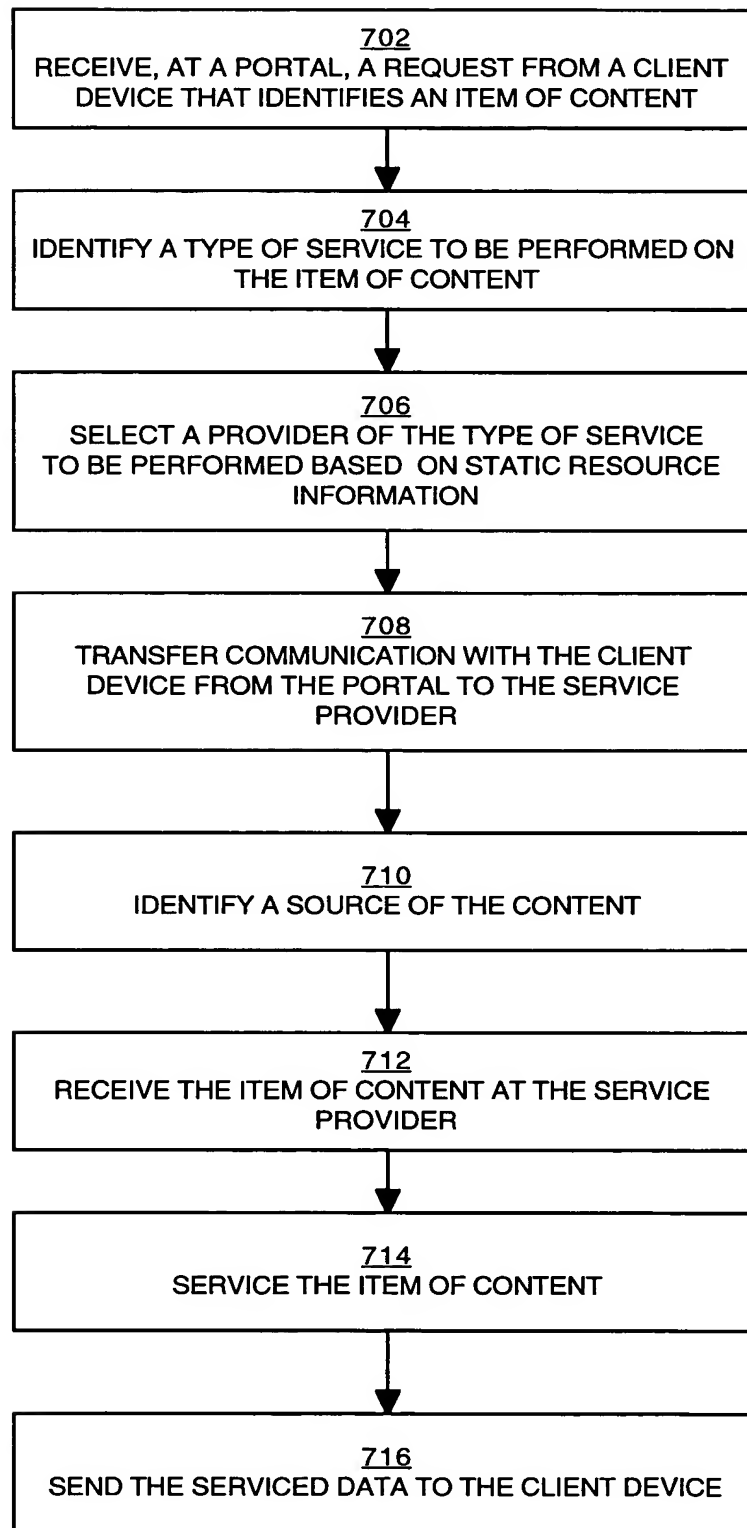 702
RECEIVE, AT A PORTAL, A REQUEST FROM A CLIENT
DEVICE THAT IDENTIFIES AN ITEM OF CONTENT
704
IDENTIFY A TYPE OF SERVICE TO BE PERFORMED ON
THE ITEM OF CONTENT
706
SELECT A PROVIDER OF THE TYPE OF SERVICE
TO BE PERFORMED BASED ON STATIC RESOURCE
INFORMATION
708
TRANSFER COMMUNICATION WITH THE CLIENT
DEVICE FROM THE PORTAL TO THE SERVICE
PROVIDER
710
IDENTIFY A SOURCE OF THE CONTENT
712
RECEIVE THE ITEM OF CONTENT AT THE SERVICE
PROVIDER
714
SERVICE THE ITEM OF CONTENT
716
SEND THE SERVICED DATA TO THE CLIENT DEVICE